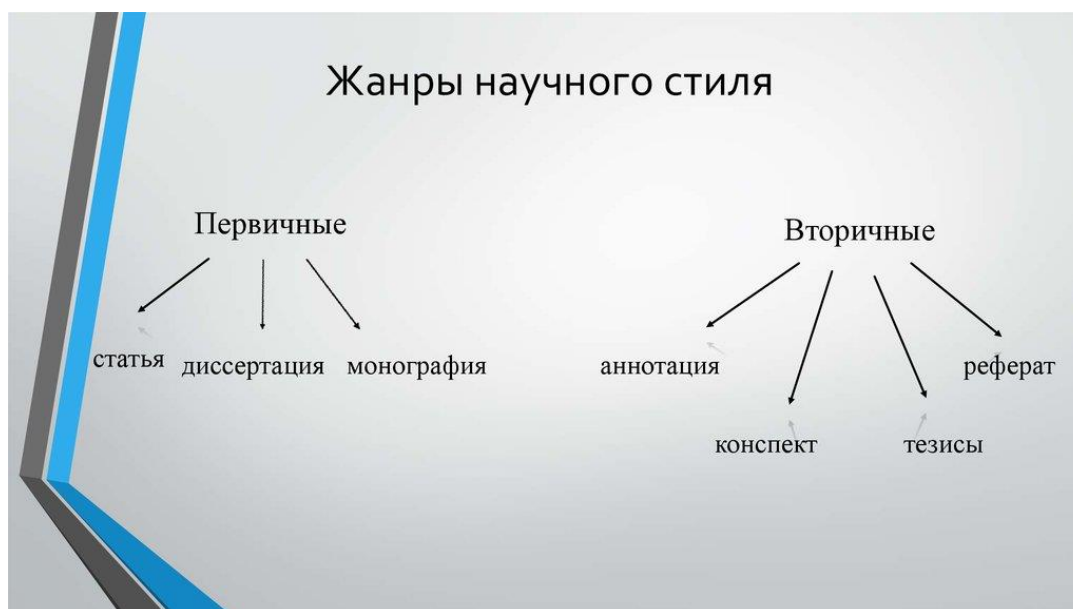 Жанры научного стиля
Первичные
статья диссертация монография
Вторичные
аннотация реферат
конспект тезисы